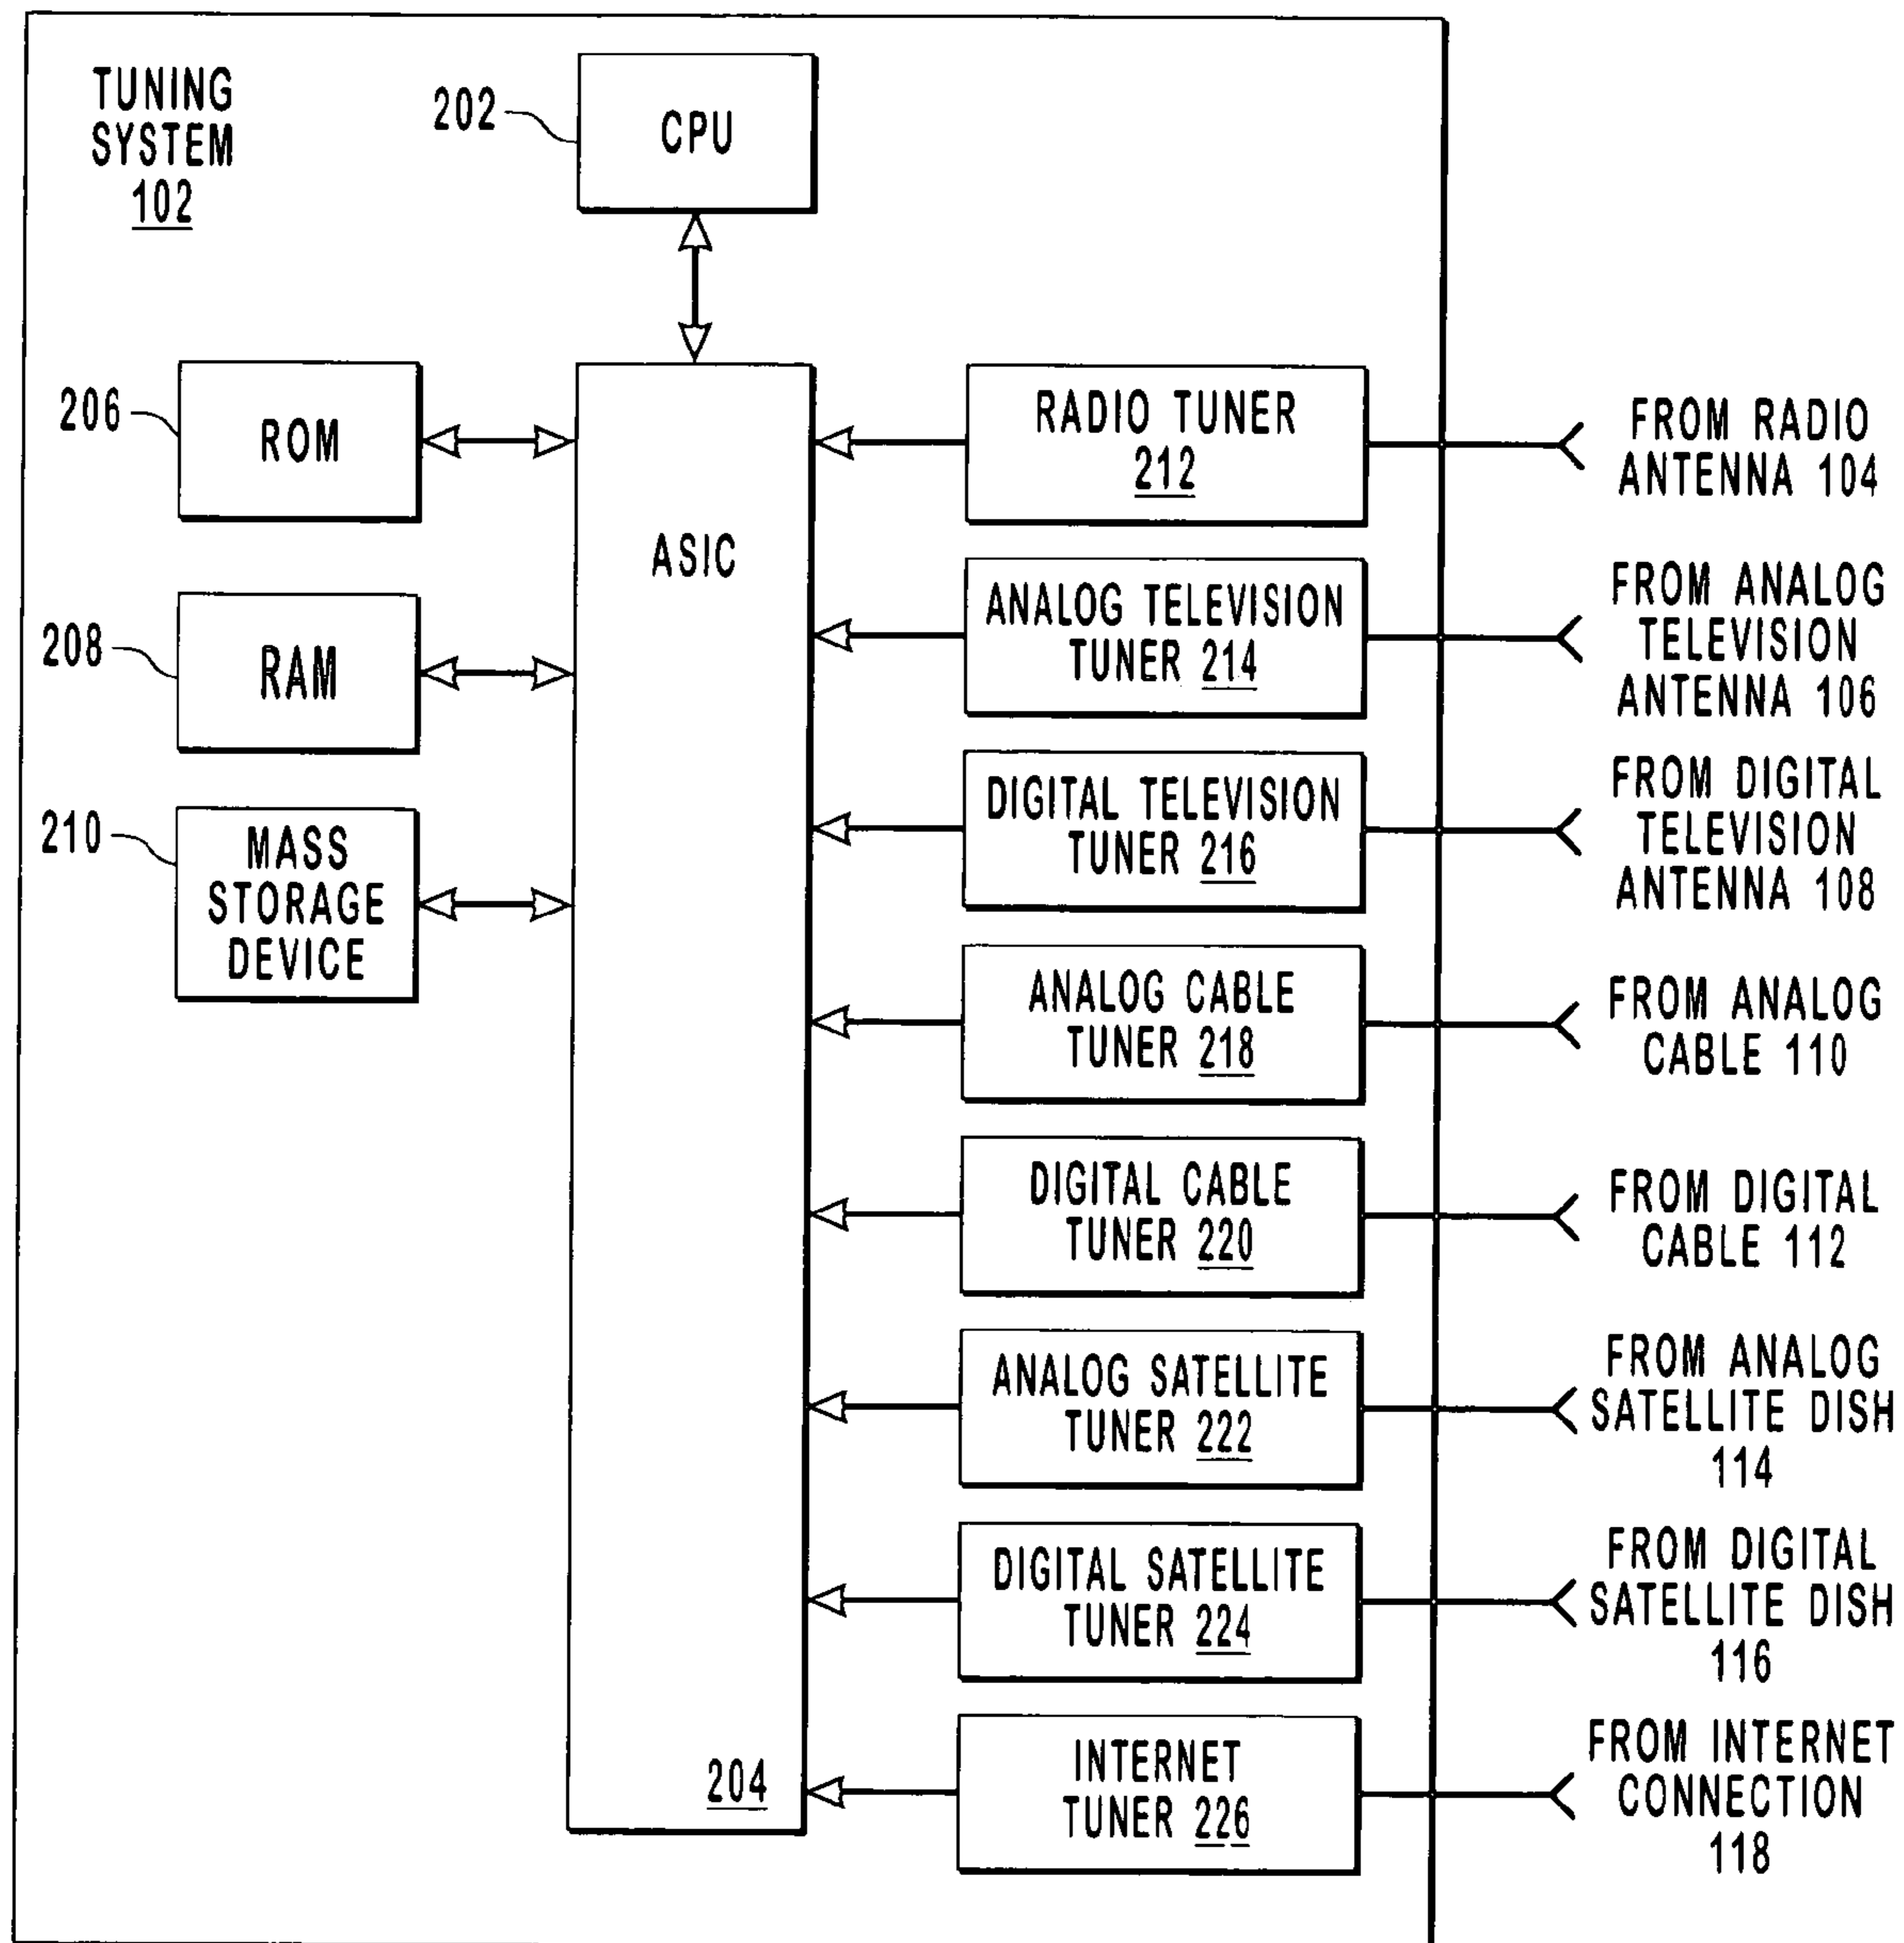 TUNING
SYSTEM
102
202
CPU
206
ROM
208
RAM
210
MASS
STORAGE
DEVICE
ASIC
204
RADIO TUNER
212
ANALOG TELEVISION
TUNER 214
DIGITAL TELEVISION
TUNER 216
ANALOG CABLE
TUNER 218
DIGITAL CABLE
TUNER 220
ANALOG SATELLITE
TUNER 222
DIGITAL SATELLITE
TUNER 224
INTERNET
TUNER 226
FROM RADIO
ANTENNA 104
FROM ANALOG
TELEVISION
ANTENNA 106
FROM DIGITAL
TELEVISION
ANTENNA 108
FROM ANALOG
CABLE 110
FROM DIGITAL
CABLE 112
FROM ANALOG
SATELLITE DISH
114
FROM DIGITAL
SATELLITE DISH
116
FROM INTERNET
CONNECTION
118